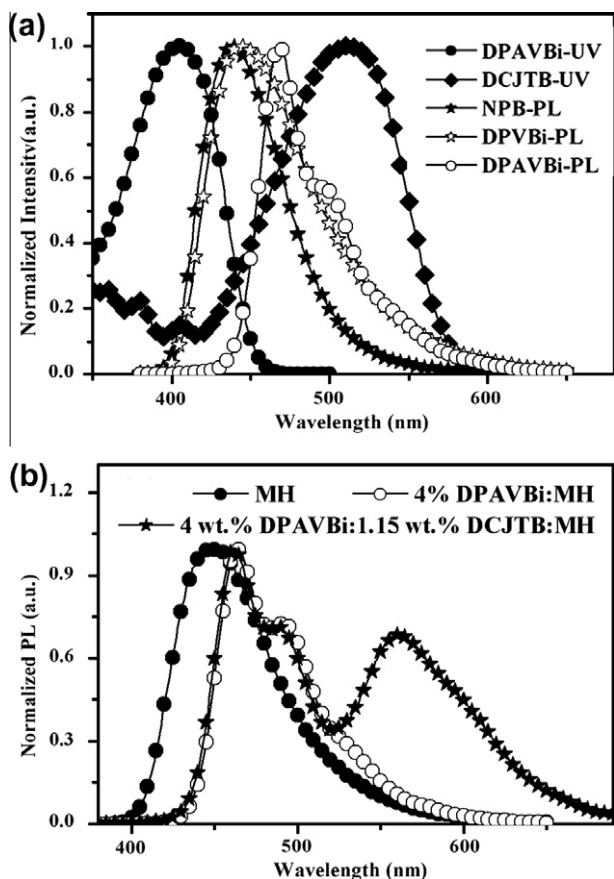 (a)
1.0
0.8
0.6
0.4
0.2
0.0
Normalized Intensitv(a.u.)
DPAVBi-UV
DCJTB-UV
NPB-PL
DPVBi-PL
DPAVBi-PL
400 500 600
Wavelength (nm)
(b)
1.2
0.9
0.6
0.3
0.0
Normalized PL (a.u.)
MH 4% DPAVBi:MH
4 wt.% DPAVBi:1.15 wt.% DCJTB:MH
400 500 600
Wavelength (nm)